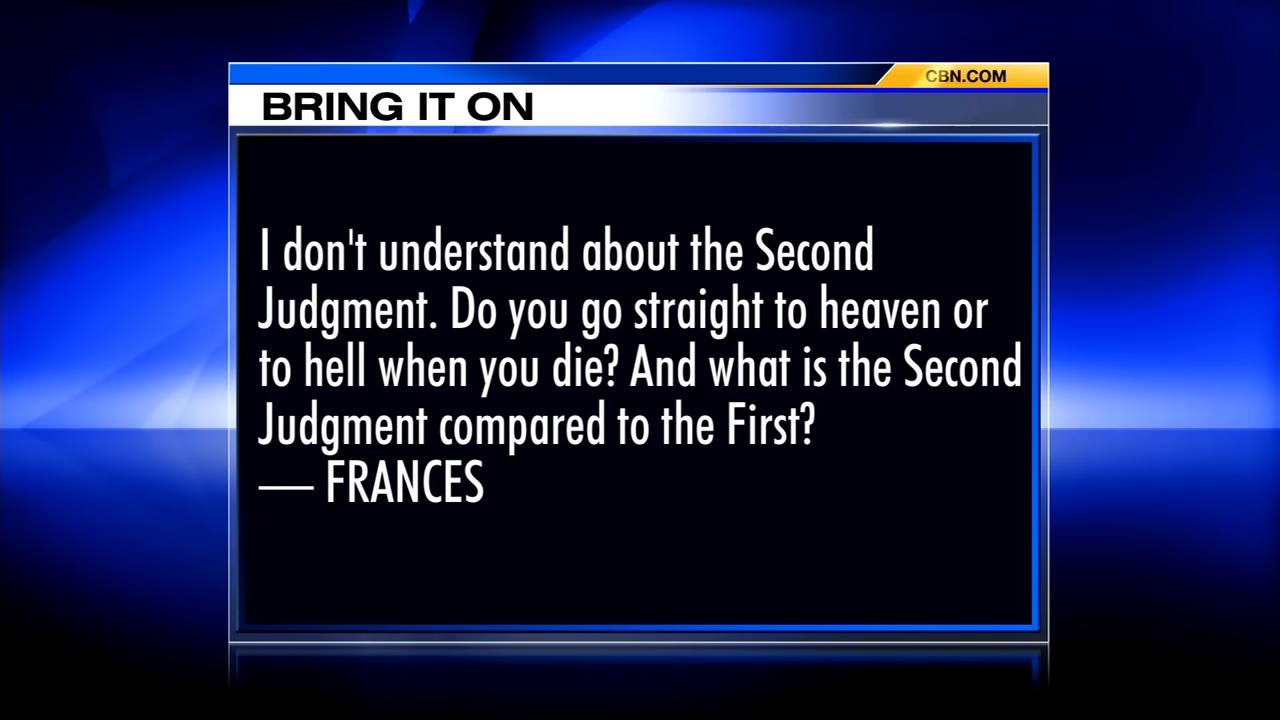 CBN.COM
BRING IT ON
I don't understand about the Second
Judgment. Do you go straight to heaven or
to hell when you die? And what is the Second
Judgment compared to the First?
— FRANCES